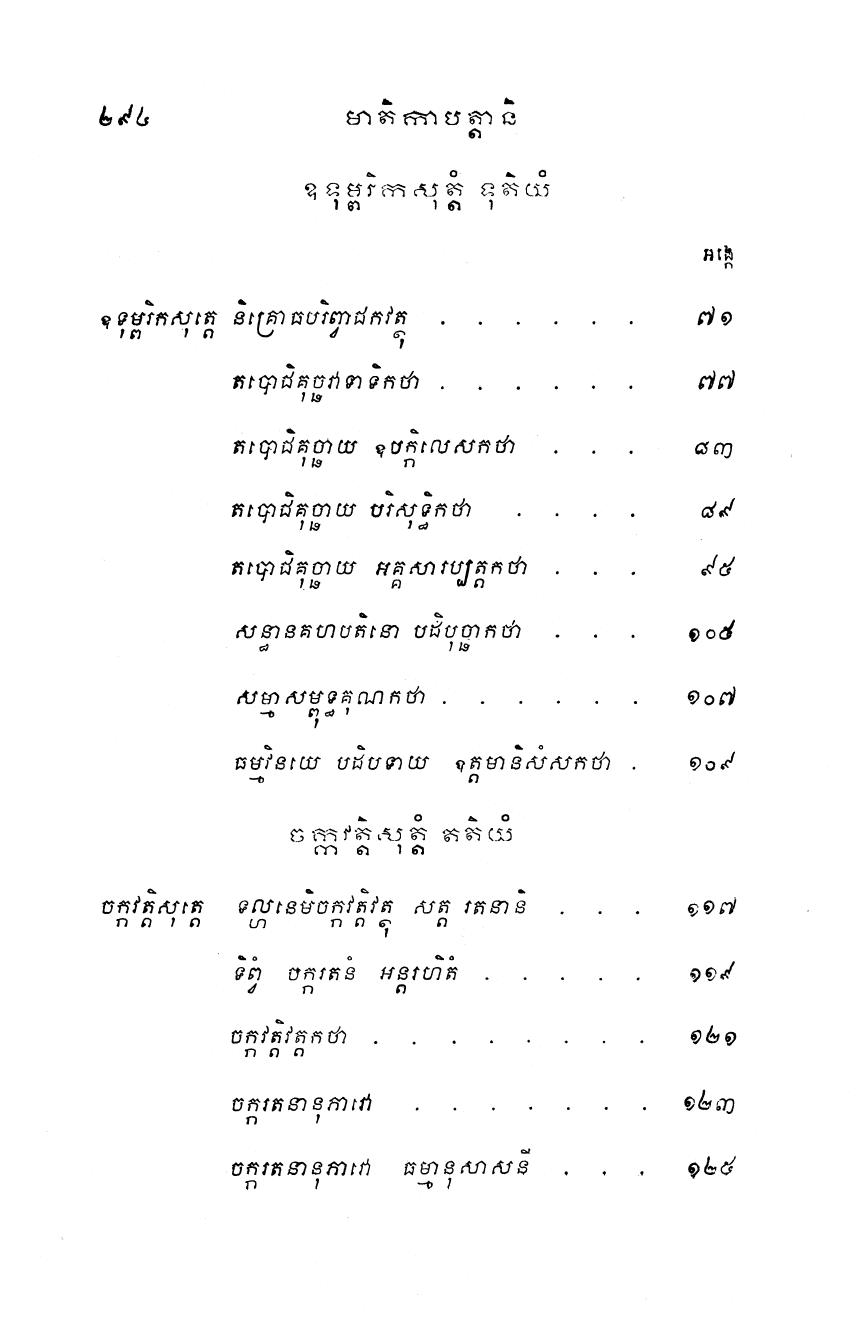 ២៩៤ មាតិកាបត្តានិ
ឧទុម្ពរិកសុត្តំ ទុតិយំ
អង្កេ
ឧទុម្ពរិកសុត្តេ និគ្រោធបរិព្វាជកវត្ថុ . . . . . . ៧១
តបោជិគុច្ឆវាទាទិកថា . . . . . . ៧៧
តបោជិគុច្ឆាយ ឧបក្កិលេសកថា . . . ៨៣
តបោជិគុច្ឆាយ បរិសុទ្ធិកថា . . . . ៨៩
តបោជិគុច្ឆាយ អគ្គសារប្បត្តកថា . . . ៩៥
សន្ធានគហបតិនោ បដិបុច្ឆាកថា . . . ១០៥
សម្មាសម្ពុទ្ធគុណកថា . . . . . . ១០៧
ធម្មវិនយេ បដិបទាយ ឧត្តមានិសំសកថា . ១០៩
ចក្កវត្តិសុត្តំ តតិយំ
ចក្កវត្តិសុត្តេ ទល្ហនេមិចក្កវត្តិវត្ថុ សត្ត រតនានិ . . . ១១៧
ទិព្វំ ចក្ករតនំ អន្តរហិតំ . . . . . ១១៩
ចក្កវត្តិវត្តកថា . . . . . . . . ១២១
ចក្ករតនានុភាវោ . . . . . . . ១២៣
ចក្ករតនានុភាវោ ធម្មានុសាសនី . . . ១២៥